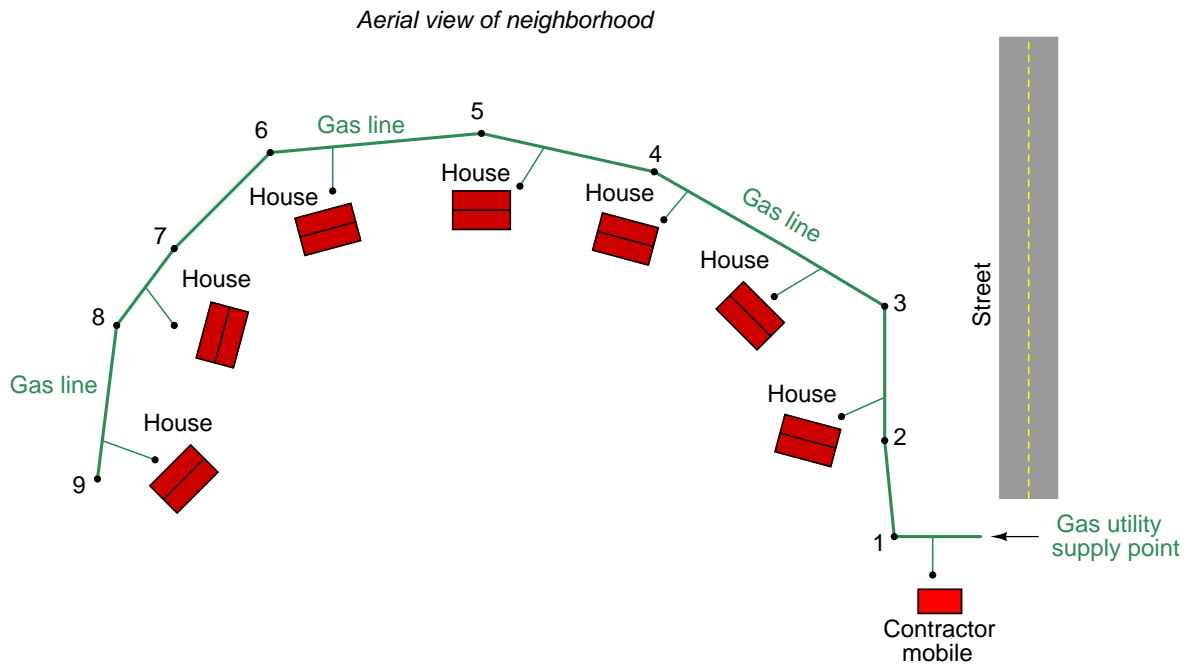 Aerial view of neighborhood
5
Gas line
6
4
House
House
House
Gas line
7
House
House
8
3
Street
Gas line
House
House
2
9
1
Gas utility
supply point
Contractor
mobile